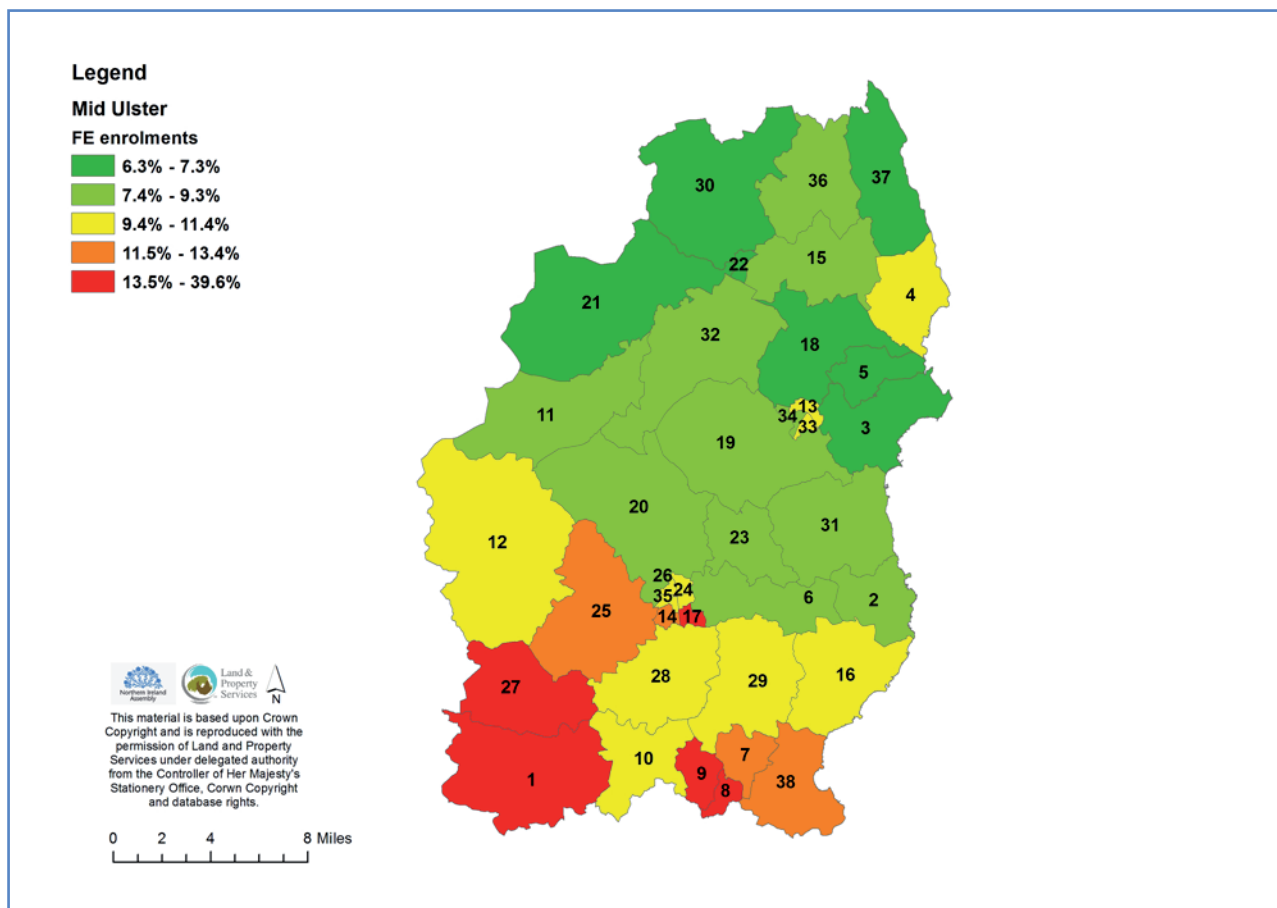 Legend
Mid Ulster
FE enrolments
6.3% - 7.3%
7.4% - 9.3%
9.4% - 11.4%
11.5% - 13.4%
13.5% - 39.6%
30
36
37
22
15
4
21
32
18
5
11
13
34
33
3
19
20
31
12
23
26
24
35
6
2
25
14
17
27
28
29
16
10
7
9
38
1
8
Northern Ireland
Assembly
Land &
Property
Services
N
This material is based upon Crown
Copyright and is reproduced with the
permission of Land and Property
Services under delegated authority
from the Controller of Her Majesty's
Stationery Office, Corwn Copyright
and database rights.
0 2 4 8 Miles